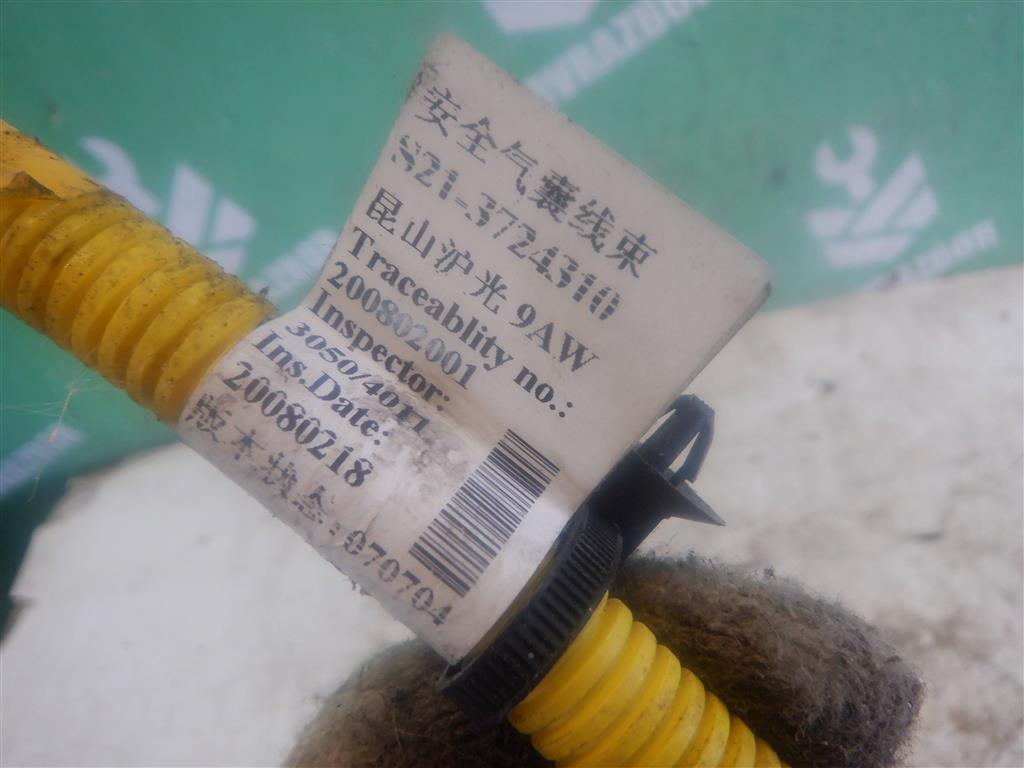 安全气囊线束
S21-3724310
昆山沪光 9AW
Traceablity no.:
200802001
Inspector:
3050/4011
Ins.Date:
20080218
版本状态:070704